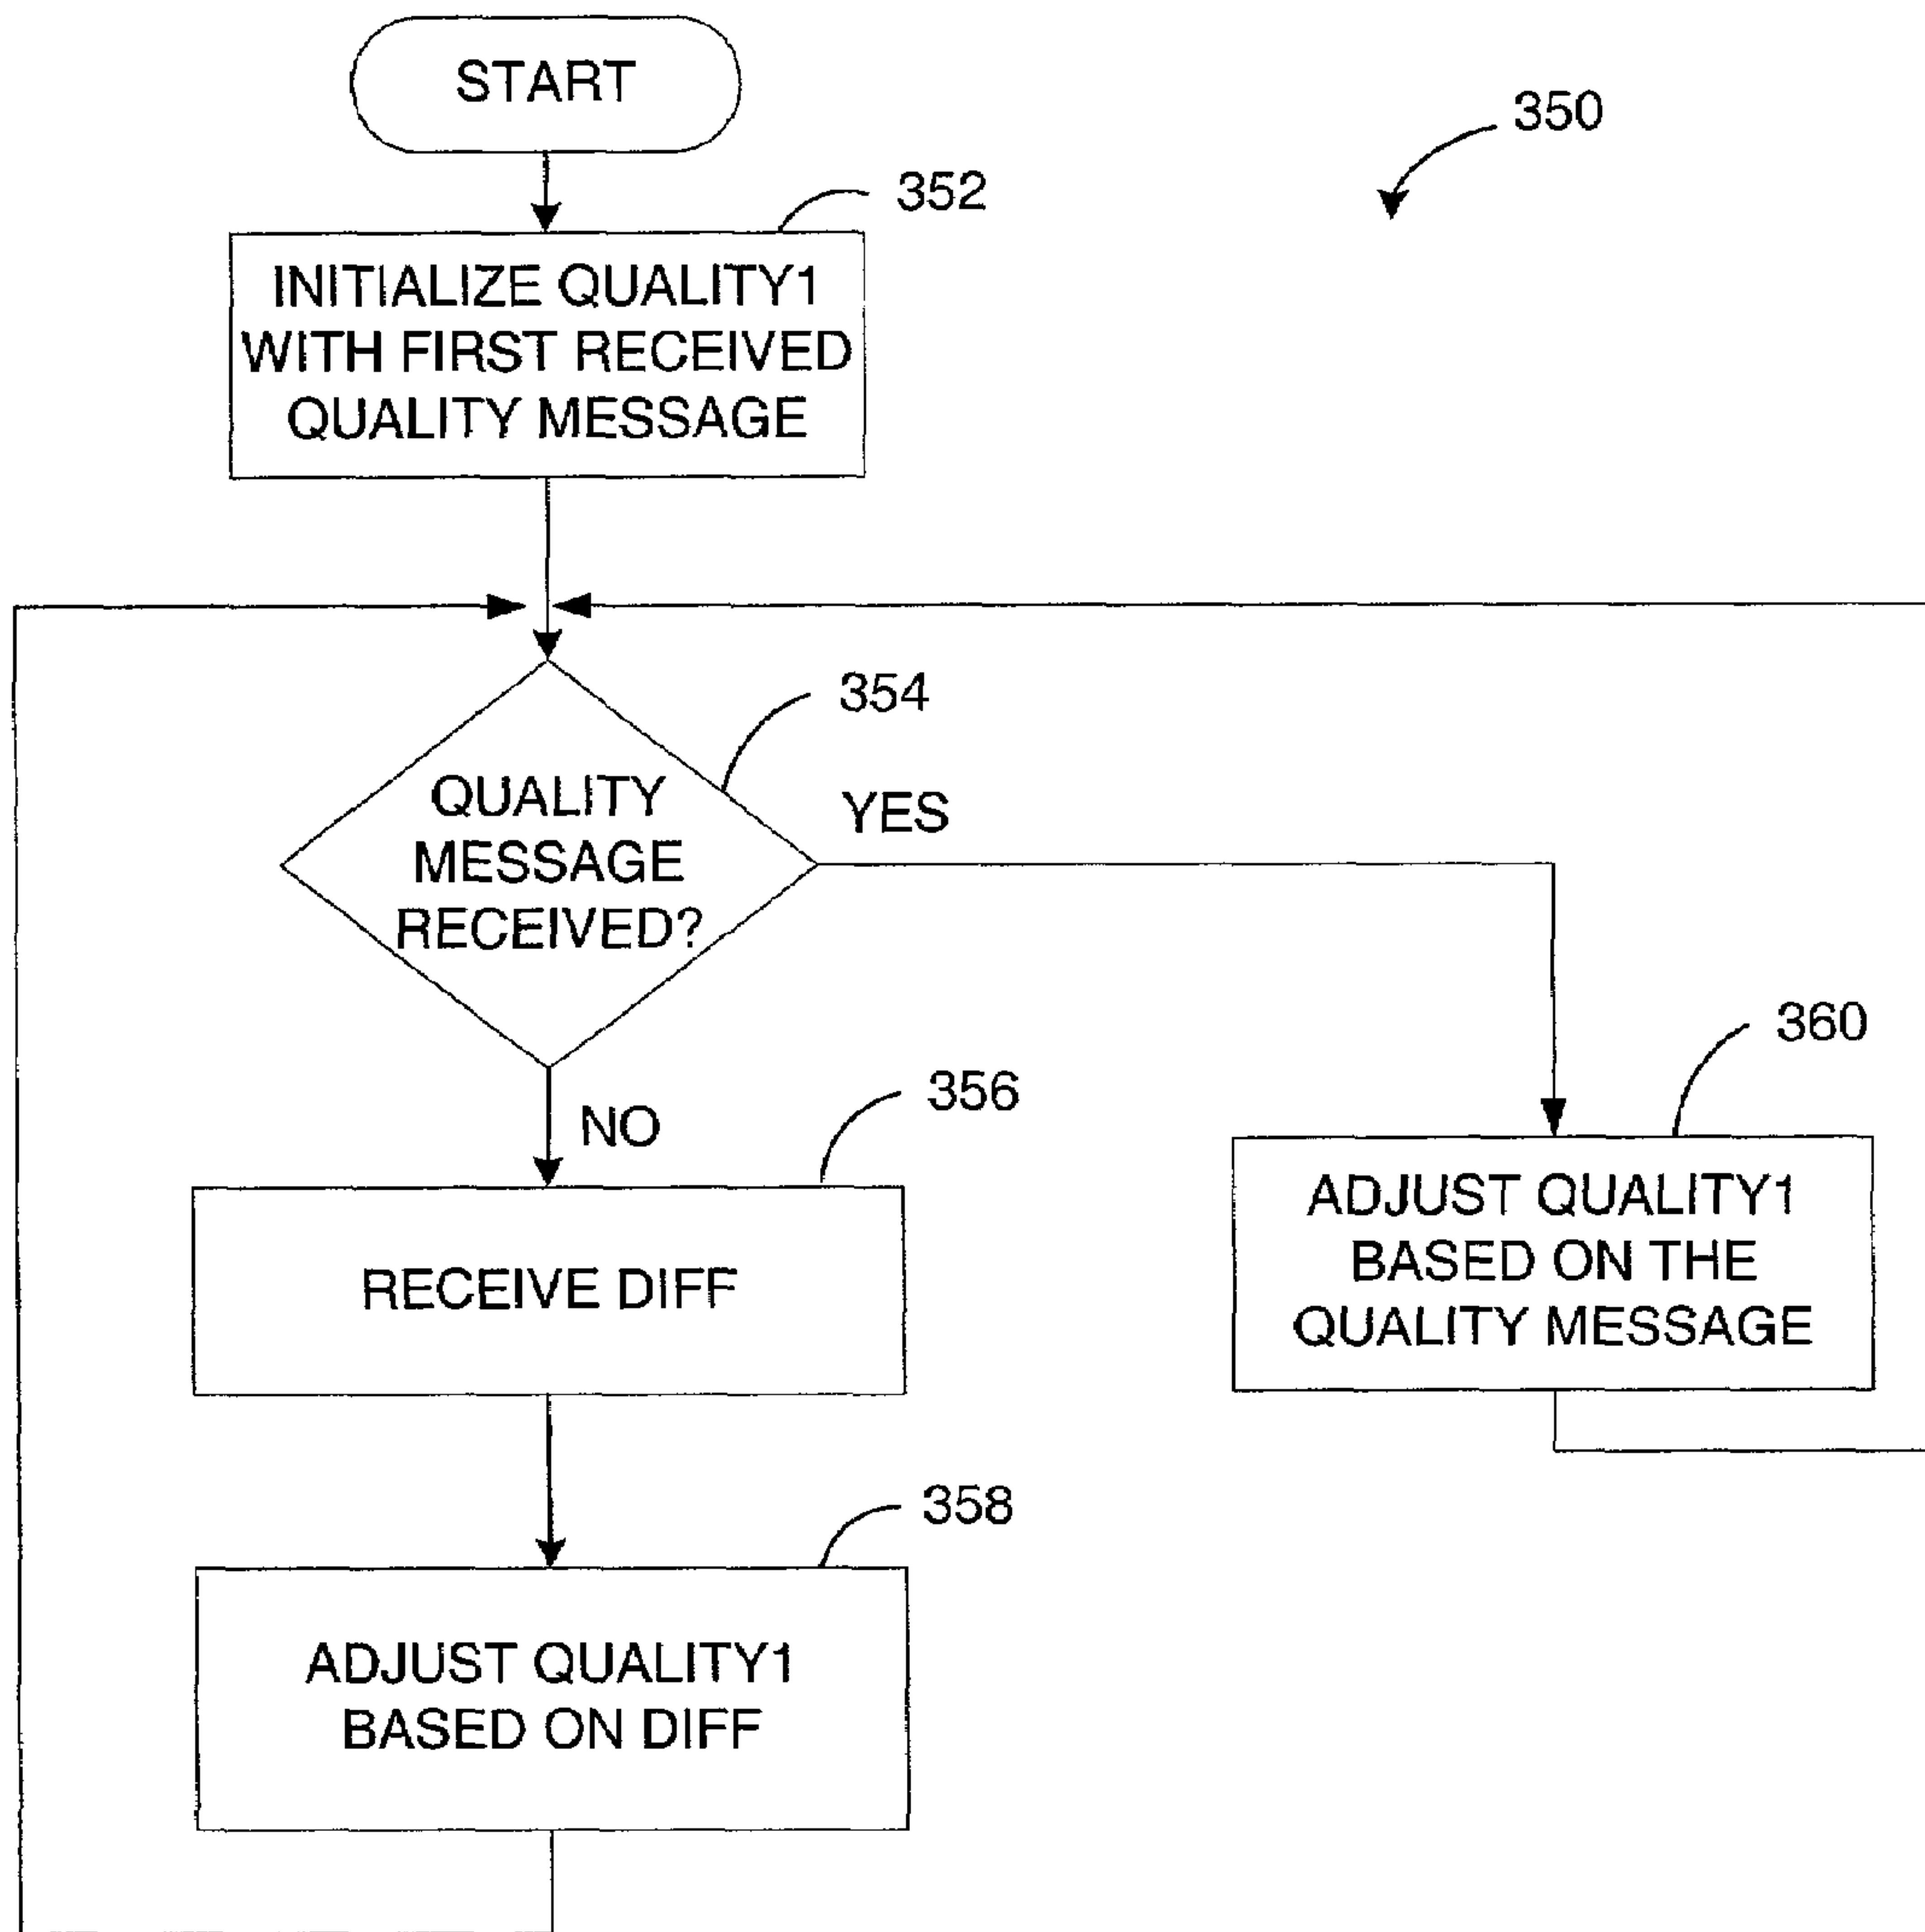 START
350
352
INITIALIZE QUALITY1
WITH FIRST RECEIVED
QUALITY MESSAGE
354
QUALITY
MESSAGE
RECEIVED?
YES
NO
356
RECEIVE DIFF
360
ADJUST QUALITY1
BASED ON THE
QUALITY MESSAGE
358
ADJUST QUALITY1
BASED ON DIFF